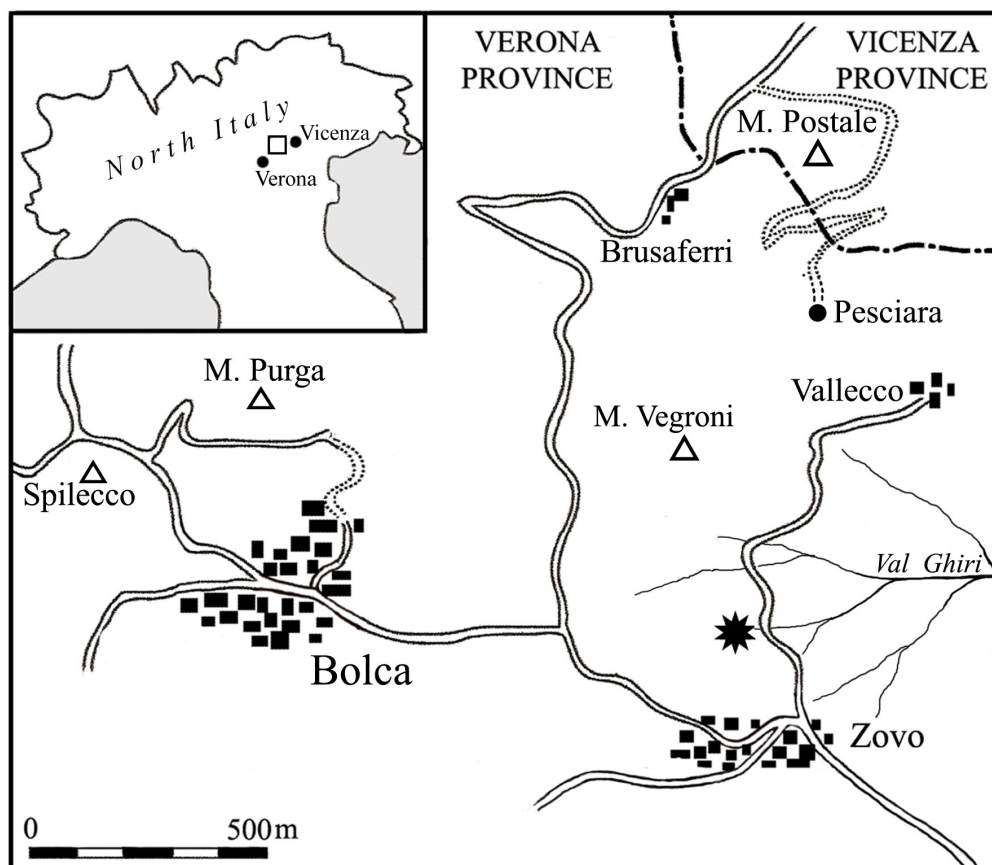 North Italy
Vicenza
Verona
VERONA
PROVINCE
VICENZA
PROVINCE
M. Postale
Brusaferri
Pesciara
M. Purga
Vallecco
M. Vegroni
Spilecco
Val Ghiri
Bolca
Zovo
0 500 m